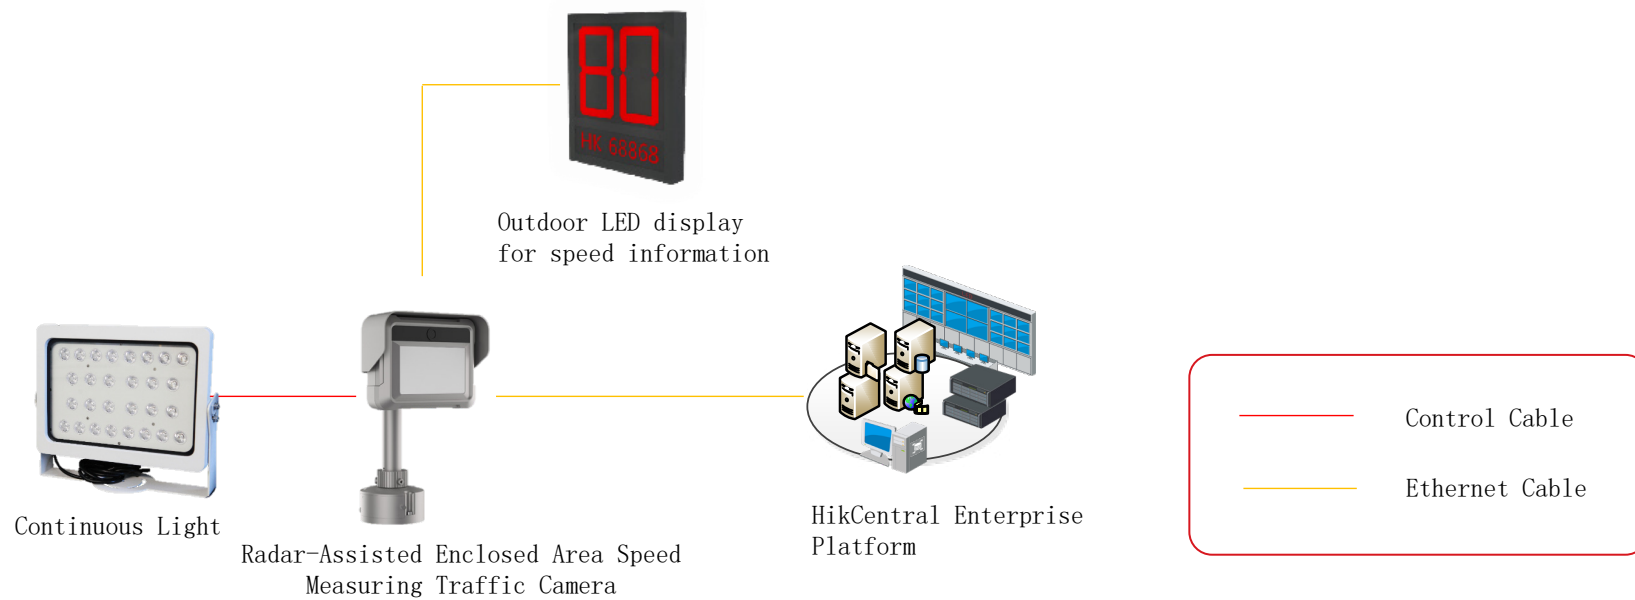 80
HK 68868
Outdoor LED display
for speed information
Continuous Light
Radar-Assisted Enclosed Area Speed
Measuring Traffic Camera
HikCentral Enterprise
Platform
Control Cable
Ethernet Cable